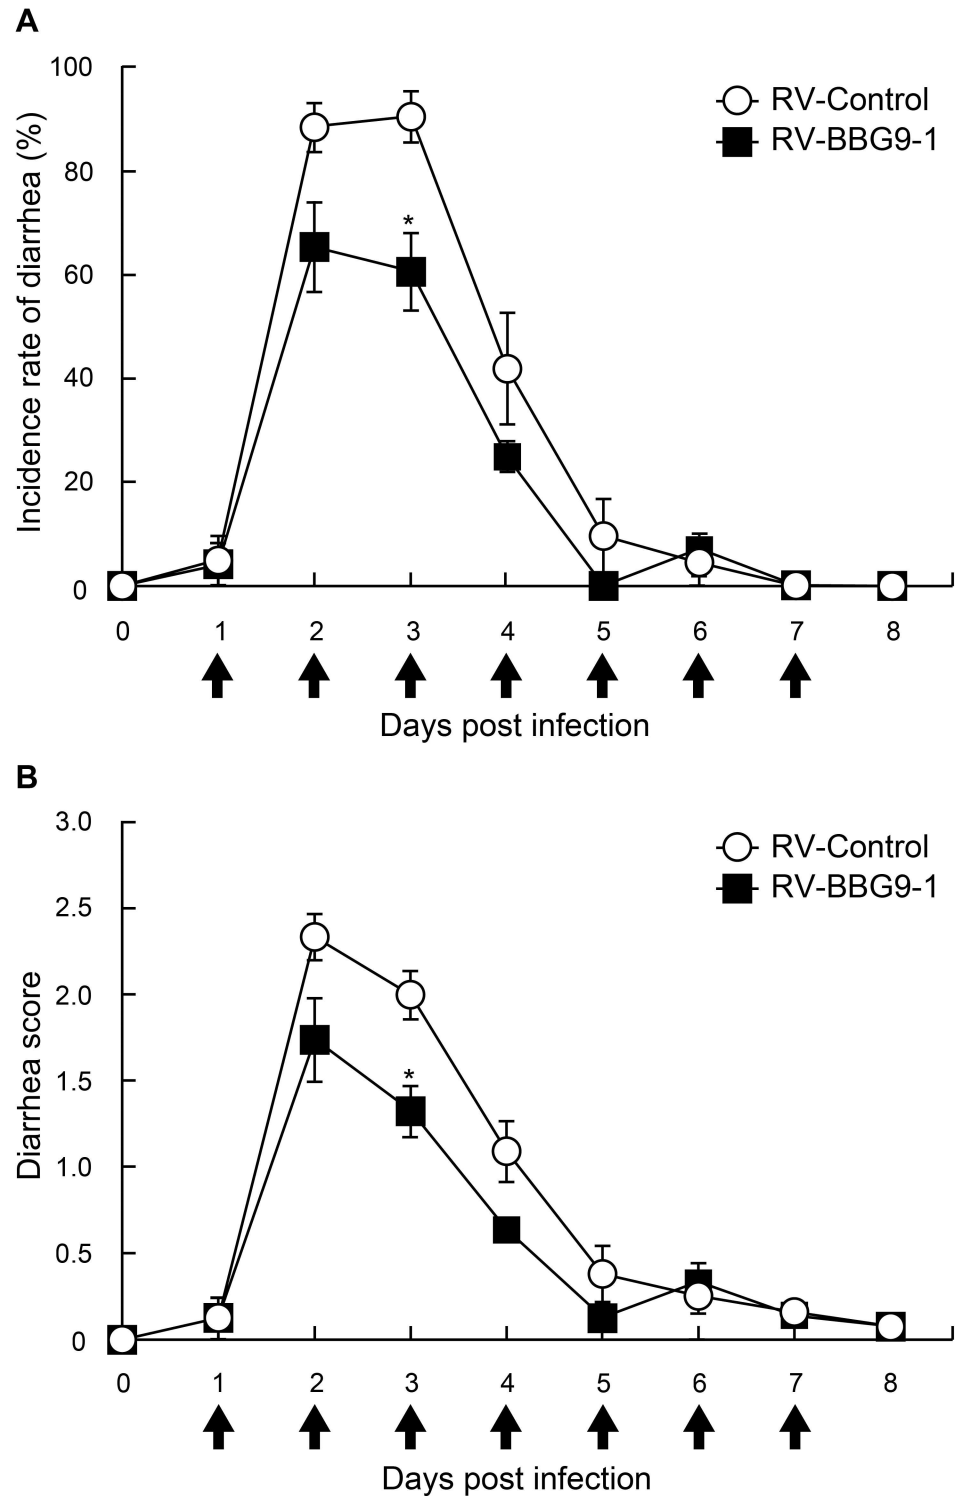 A
Incidence rate of diarrhea (%)
100
80
60
40
20
0
RV-Control
RV-BBG9-1
*
0 1 2 3 4 5 6 7 8
Days post infection
B
Diarrhea score
3.0
2.5
2.0
1.5
1.0
0.5
0
RV-Control
RV-BBG9-1
*
0 1 2 3 4 5 6 7 8
Days post infection